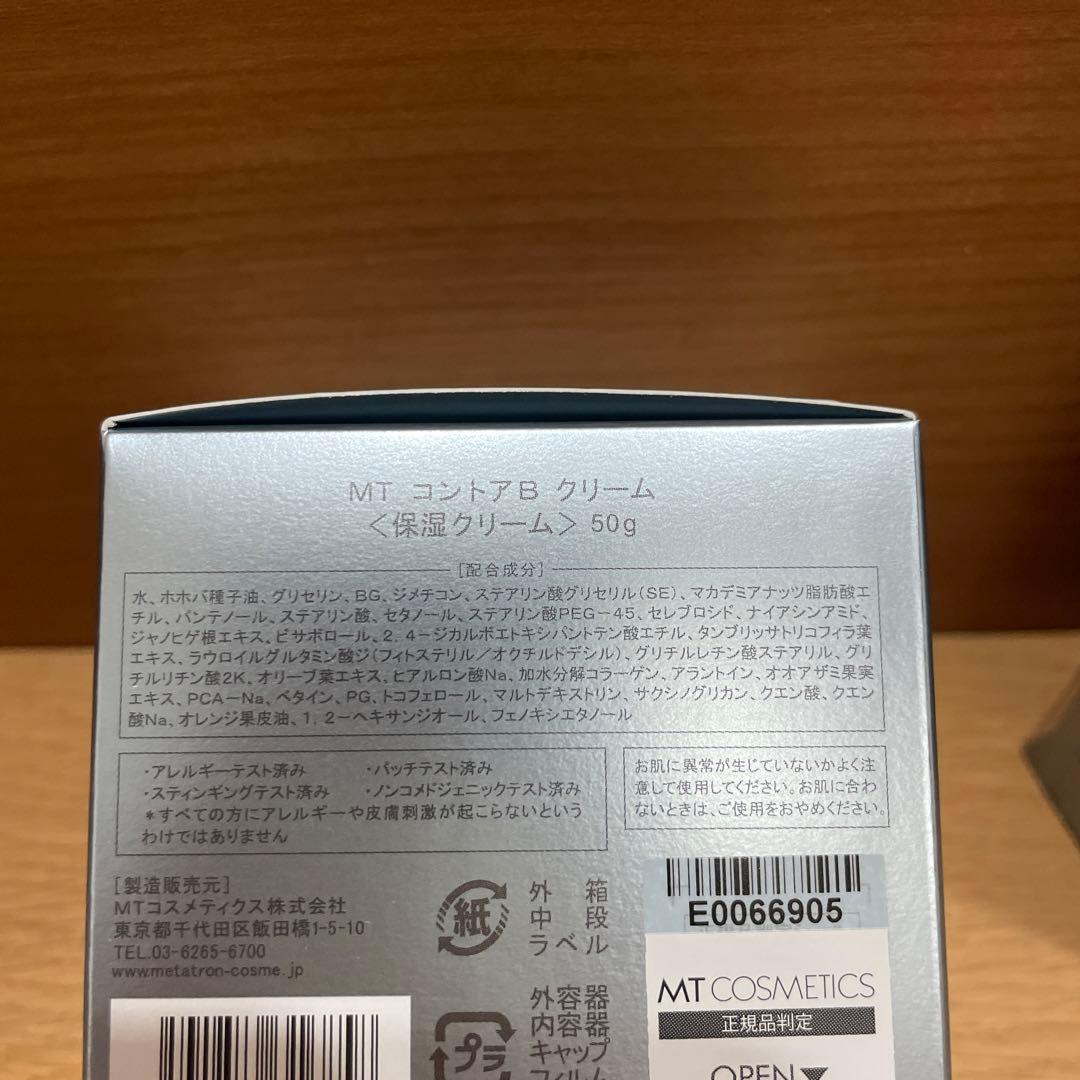 MT コントアB クリーム
＜保湿クリーム＞ 50g
[配合成分]
水、ホホバ種子油、グリセリン、BG、ジメチコン、ステアリン酸グリセリル(SE)、マカデミアナッツ脂肪酸エ
チル、パンテノール、ステアリン酸、セタノール、ステアリン酸PEG-45、セレブロシド、ナイアシンアミド、
ジャノヒゲ根エキス、ビサボロール、2,4-ジカルボエトキシパントテン酸エチル、タンブリッサトリコフィラ葉
エキス、ラウロイルグルタミン酸ジ(フィトステリル／オクチルドデシル)、グリチルレチン酸ステアリル、グリ
チルリチン酸2K、オリーブ葉エキス、ヒアルロン酸Na、加水分解コラーゲン、アラントイン、オオアザミ果実
エキス、PCA-Na、ベタイン、PG、トコフェロール、マルトデキストリン、サクシノグリカン、クエン酸、クエン
酸Na、オレンジ果皮油、1,2-ヘキサンジオール、フェノキシエタノール
・アレルギーテスト済み ・パッチテスト済み
・スティンギングテスト済み ・ノンコメドジェニックテスト済み
＊すべての方にアレルギーや皮膚刺激が起こらないという
わけではありません
お肌に異常が生じていないかよく注
意して使用してください。お肌に合わ
ないときは、ご使用をおやめください。
[製造販売元]
MTコスメティクス株式会社
東京都千代田区飯田橋1-5-10
TEL.03-6265-6700
www.metatron-cosme.jp
紙
外 箱
中 段
ラベル
外容器
内容器
キャップ
フィルム
プラ
E0066905
MT COSMETICS
正規品判定
OPEN▼